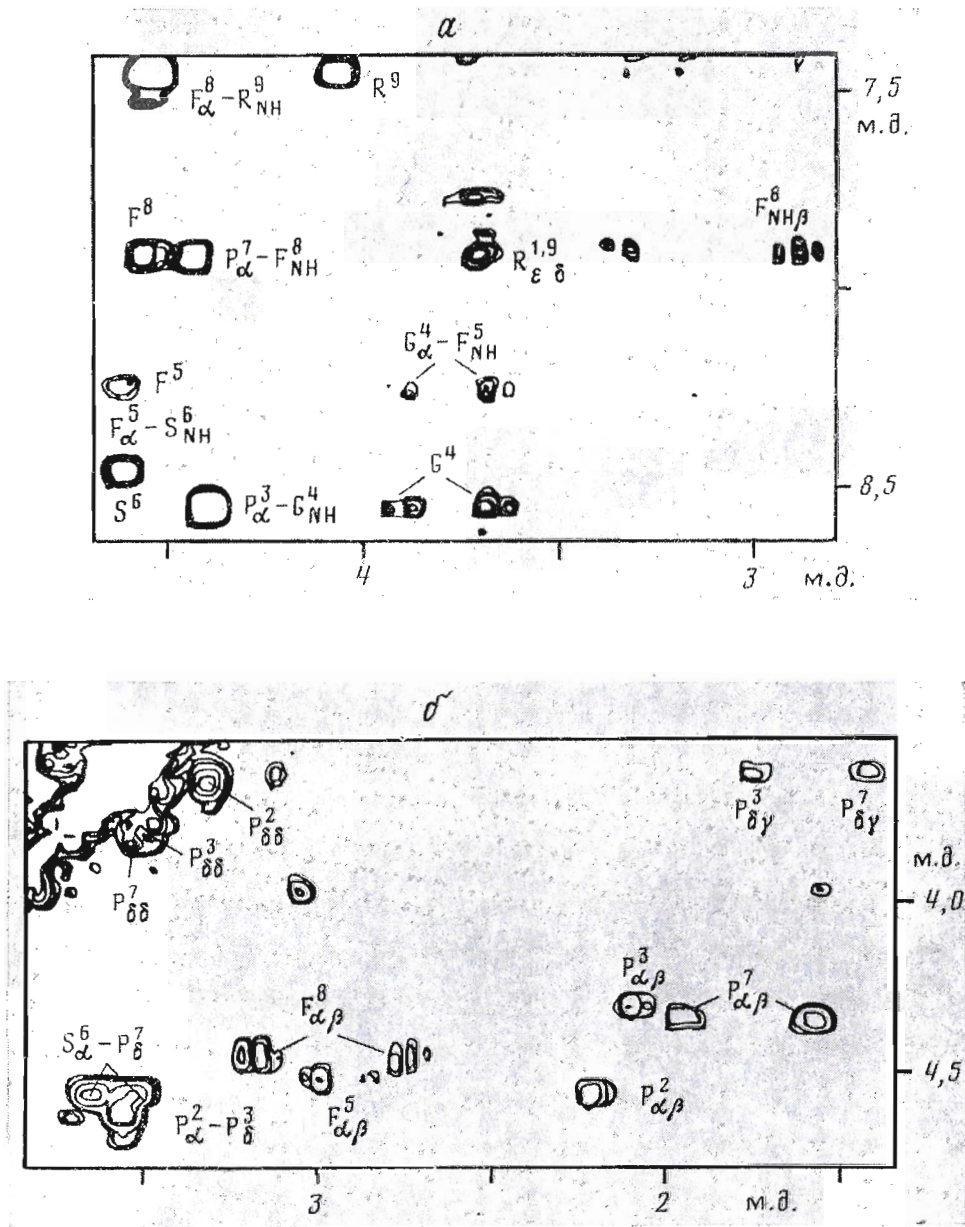 а
F⁸α–R⁹NH
R⁹
7,5
м.д.
F⁸
P⁷α–F⁸NH
R¹,⁹ε δ
F⁸NHβ
G⁴α–F⁵NH
F⁵
F⁵α–S⁶NH
G⁴
S⁶
P³α–G⁴NH
8,5
4
3
м.д.
б
P²δδ
P³δγ
P⁷δγ
P³δδ
P⁷δδ
м.д.
4,0
P³αβ
P⁷αβ
F⁸αβ
S⁶α–P⁷δ
4,5
P²α–P³δ
F⁵αβ
P²αβ
3
2
м.д.